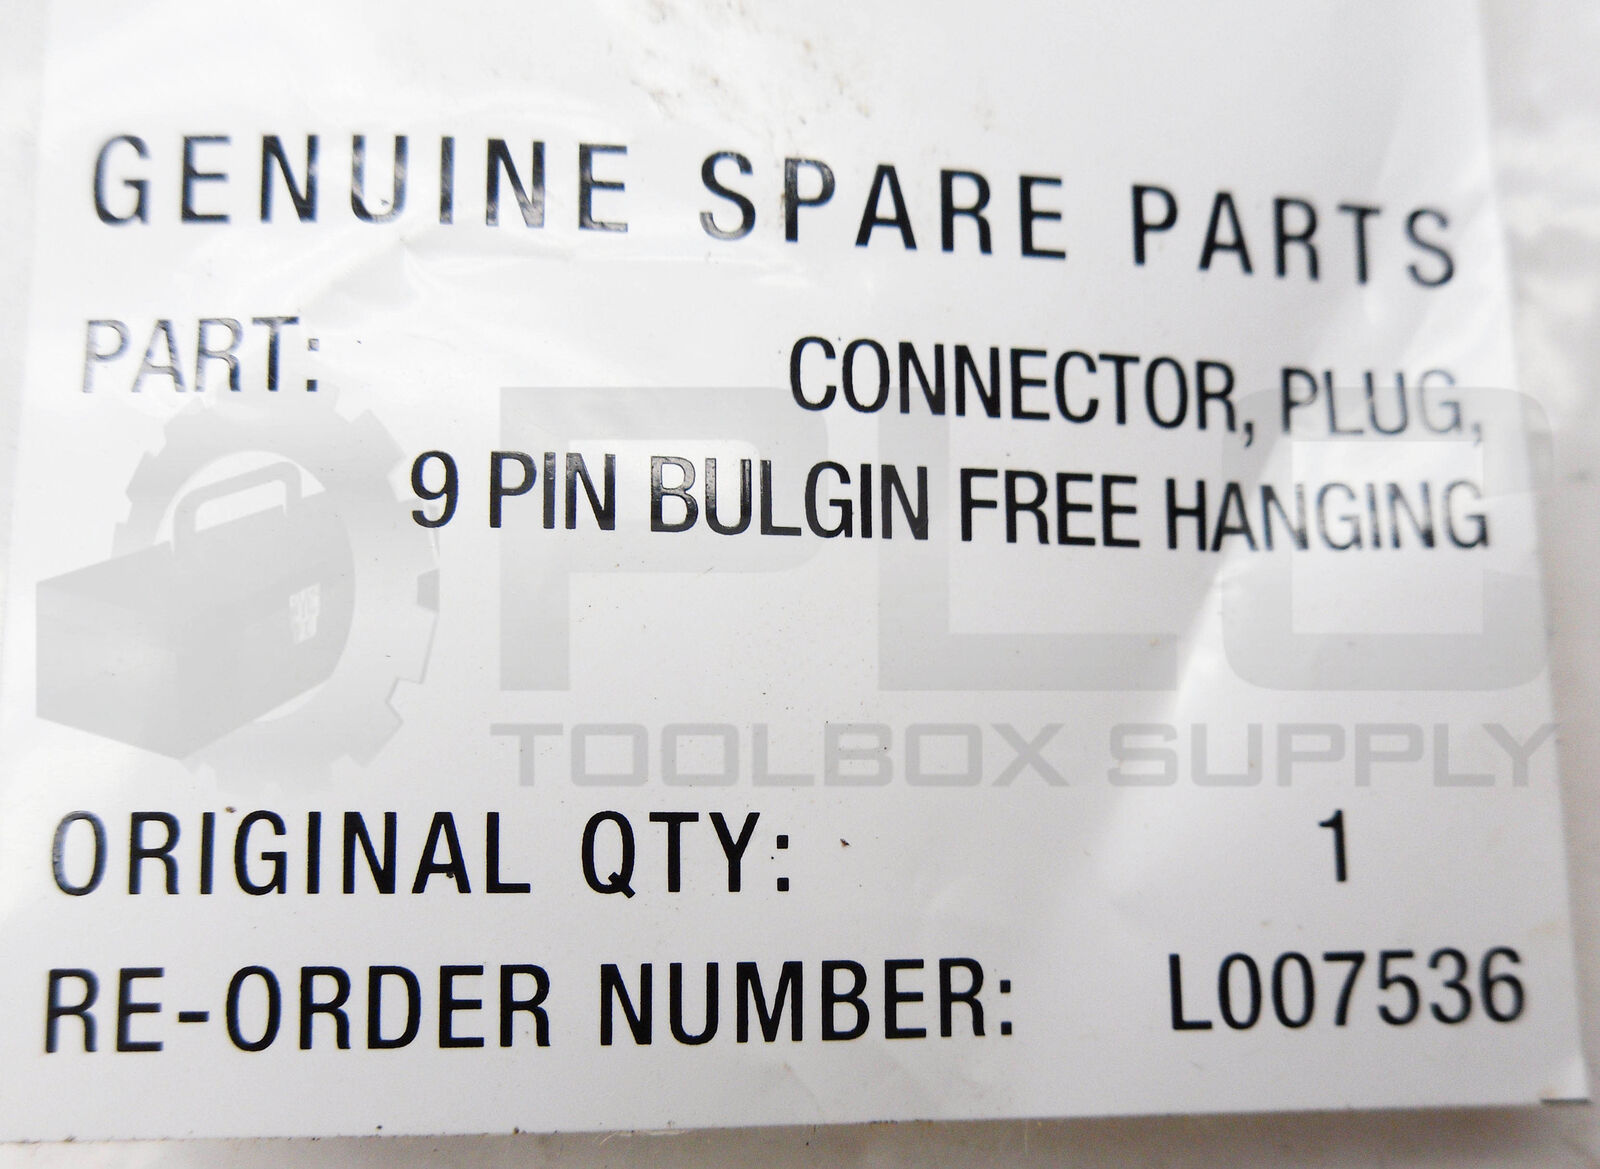 GENUINE SPARE PARTS
PART: CONNECTOR, PLUG,
9 PIN BULGIN FREE HANGING
PLC
TOOLBOX SUPPLY
ORIGINAL QTY: 1
RE-ORDER NUMBER: L007536